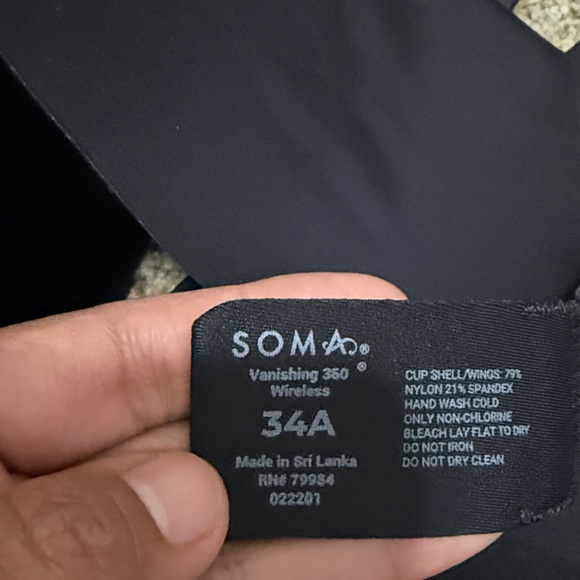 SOMA®
Vanishing 360®
Wireless
34A
Made in Sri Lanka
RN# 79984
022201
CUP SHELL/WINGS: 79%
NYLON 21% SPANDEX
HAND WASH COLD
ONLY NON-CHLORINE
BLEACH LAY FLAT TO DRY
DO NOT IRON
DO NOT DRY CLEAN